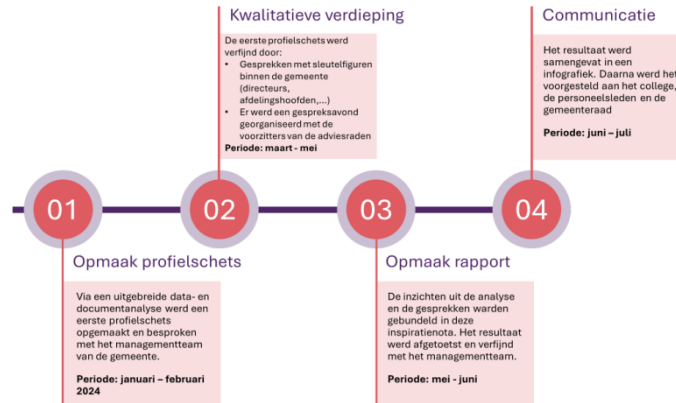 Kwalitatieve verdieping
De eerste profielschets werd
verfijnd door:
• Gesprekken met sleutelfiguren
binnen de gemeente
(directeurs,
afdelingshoofden,...)
• Er werd een gespreksavond
georganiseerd met de
voorzitters van de adviesraden
Periode: maart - mei
Communicatie
Het resultaat werd
samengevat in een
infografiek. Daarna werd het
voorgesteld aan het college,
de personeelsleden en de
gemeenteraad
Periode: juni – juli
01
02
03
04
Opmaak profielschets
Via een uitgebreide data- en
documentanalyse werd een
eerste profielschets
opgemaakt en besproken
met het managementteam
van de gemeente.
Periode: januari – februari
2024
Opmaak rapport
De inzichten uit de analyse
en de gesprekken warden
gebundeld in deze
inspiratienota. Het resultaat
werd afgetoetst en verfijnd
met het managementteam.
Periode: mei - juni